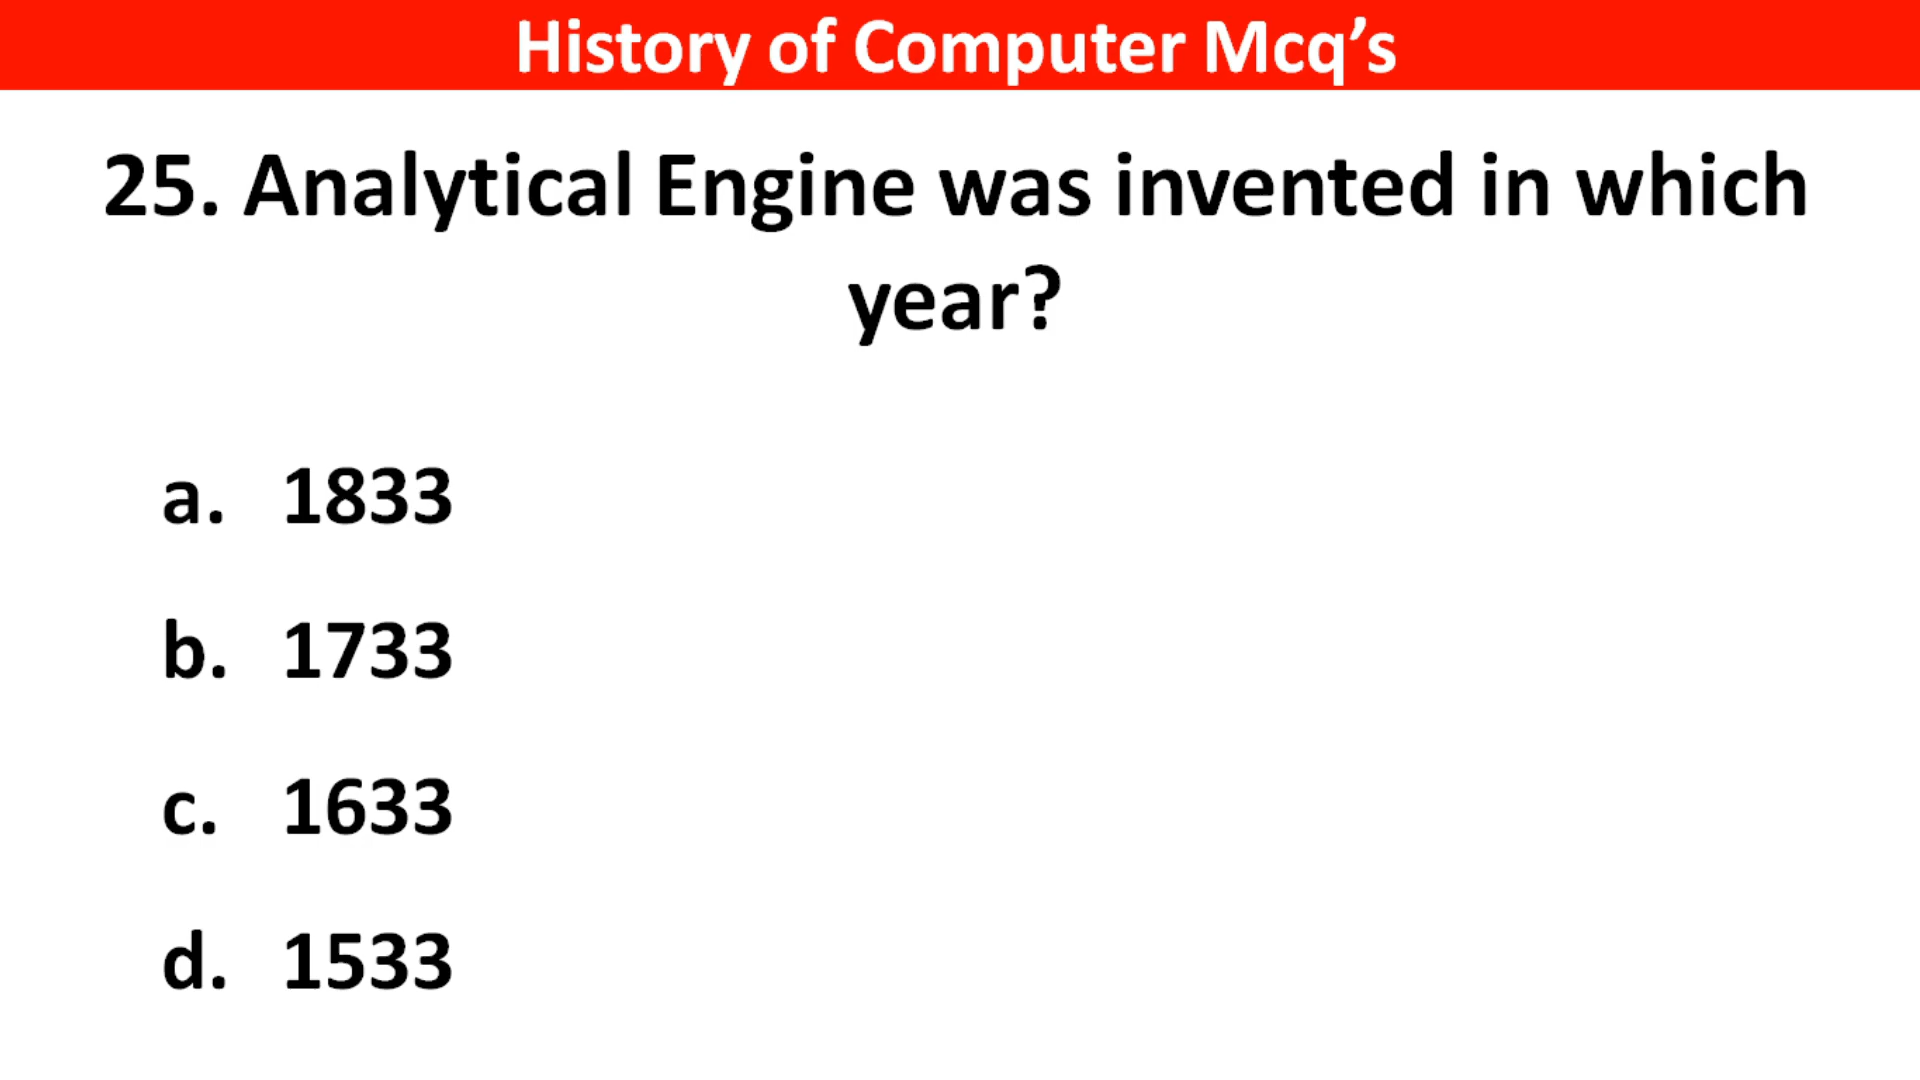 History of Computer Mcq’s
25. Analytical Engine was invented in which
year?
a. 1833
b. 1733
c. 1633
d. 1533